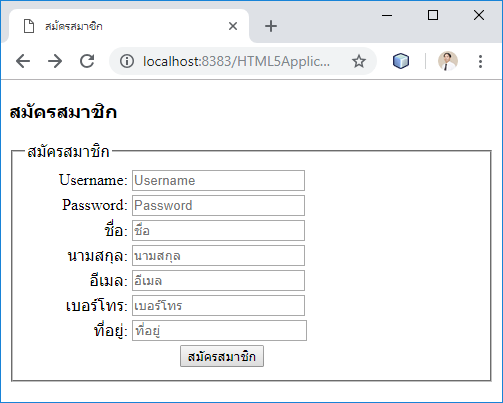 สมัครสมาชิก
localhost:8383/HTML5Applic...
สมัครสมาชิก
สมัครสมาชิก
Username: Username
Password: Password
ชื่อ: ชื่อ
นามสกุล: นามสกุล
อีเมล: อีเมล
เบอร์โทร: เบอร์โทร
ที่อยู่: ที่อยู่
สมัครสมาชิก